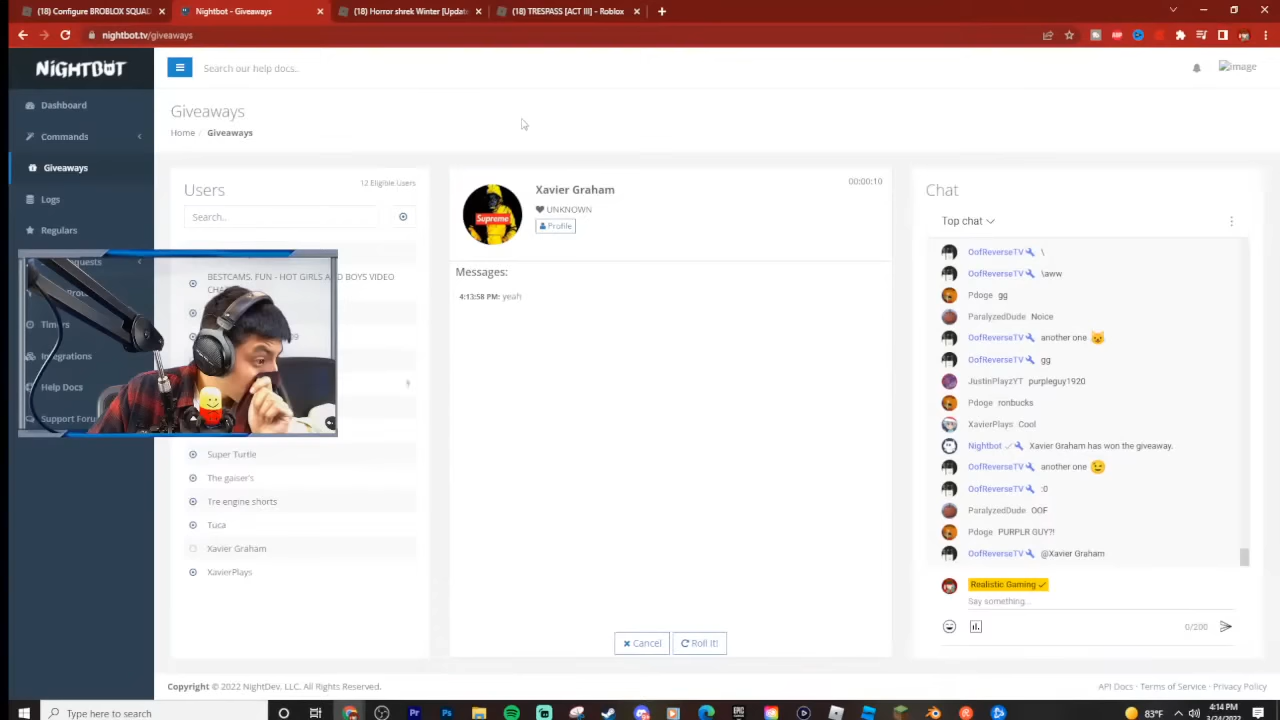 (18) Configure BROBLOX SQUAD
Nightbot - Giveaways
(18) Horror shrek Winter [Updat
(18) TRESPASS [ACT III] - Roblox
nightbot.tv/giveaways
NIGHTBOT
Search our help docs..
image
Dashboard
Commands
Giveaways
Logs
Regulars
Timers
Integrations
Help Docs
Support Foru
Giveaways
Home / Giveaways
Users
12 Eligible Users
Search..
BESTCAMS. FUN - HOT GIRLS AND BOYS VIDEO
Super Turtle
The gaiser's
Tre engine shorts
Tuca
Xavier Graham
XavierPlays
Supreme
Xavier Graham
00:00:10
UNKNOWN
Profile
Messages:
4:13:58 PM: yeah
Cancel
Roll It!
Chat
Top chat
OofReverseTV \
OofReverseTV \aww
Pdoge gg
ParalyzedDude Noice
OofReverseTV another one
OofReverseTV gg
JustinPlayzYT purpleguy1920
Pdoge ronbucks
XavierPlays Cool
Nightbot Xavier Graham has won the giveaway.
OofReverseTV another one
OofReverseTV :0
ParalyzedDude OOF
Pdoge PURPLR GUY?!
OofReverseTV @Xavier Graham
Realistic Gaming
Say something...
0/200
Copyright © 2022 NightDev, LLC. All Rights Reserved.
API Docs · Terms of Service · Privacy Policy
Type here to search
83°F
4:14 PM